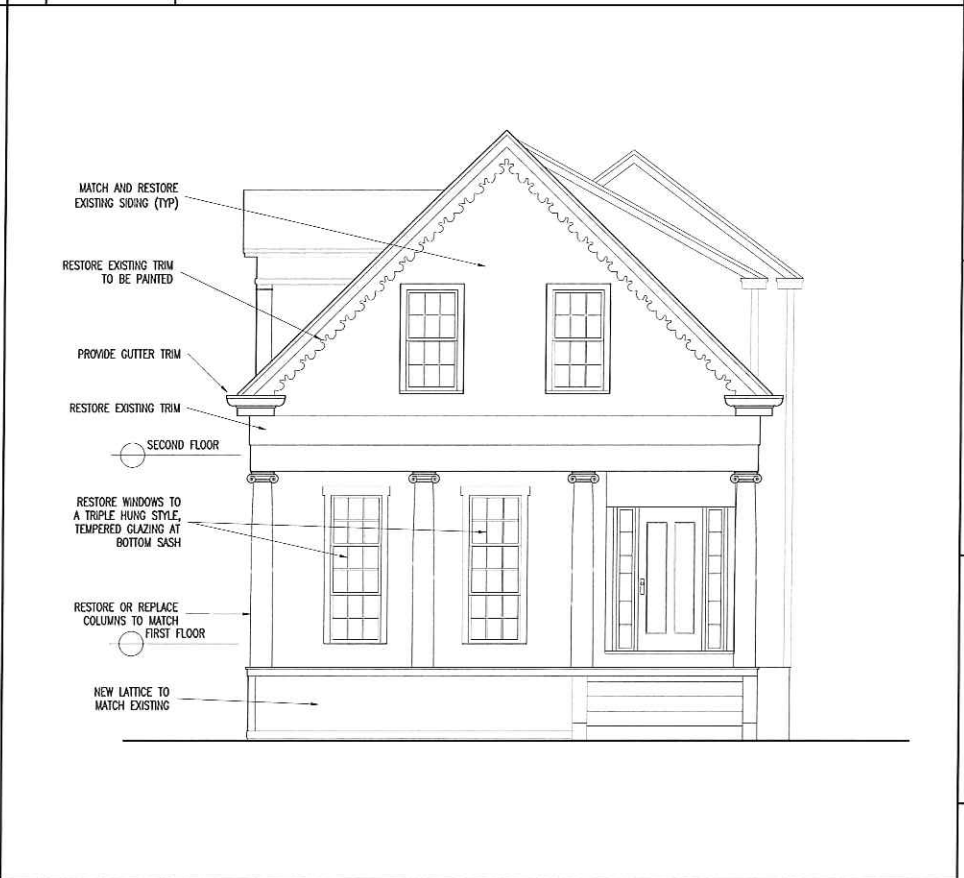 MATCH AND RESTORE
EXISTING SIDING (TYP)
RESTORE EXISTING TRIM
TO BE PAINTED
PROVIDE GUTTER TRIM
RESTORE EXISTING TRIM
SECOND FLOOR
RESTORE WINDOWS TO
A TRIPLE HUNG STYLE,
TEMPERED GLAZING AT
BOTTOM SASH
RESTORE OR REPLACE
COLUMNS TO MATCH
FIRST FLOOR
NEW LATTICE TO
MATCH EXISTING